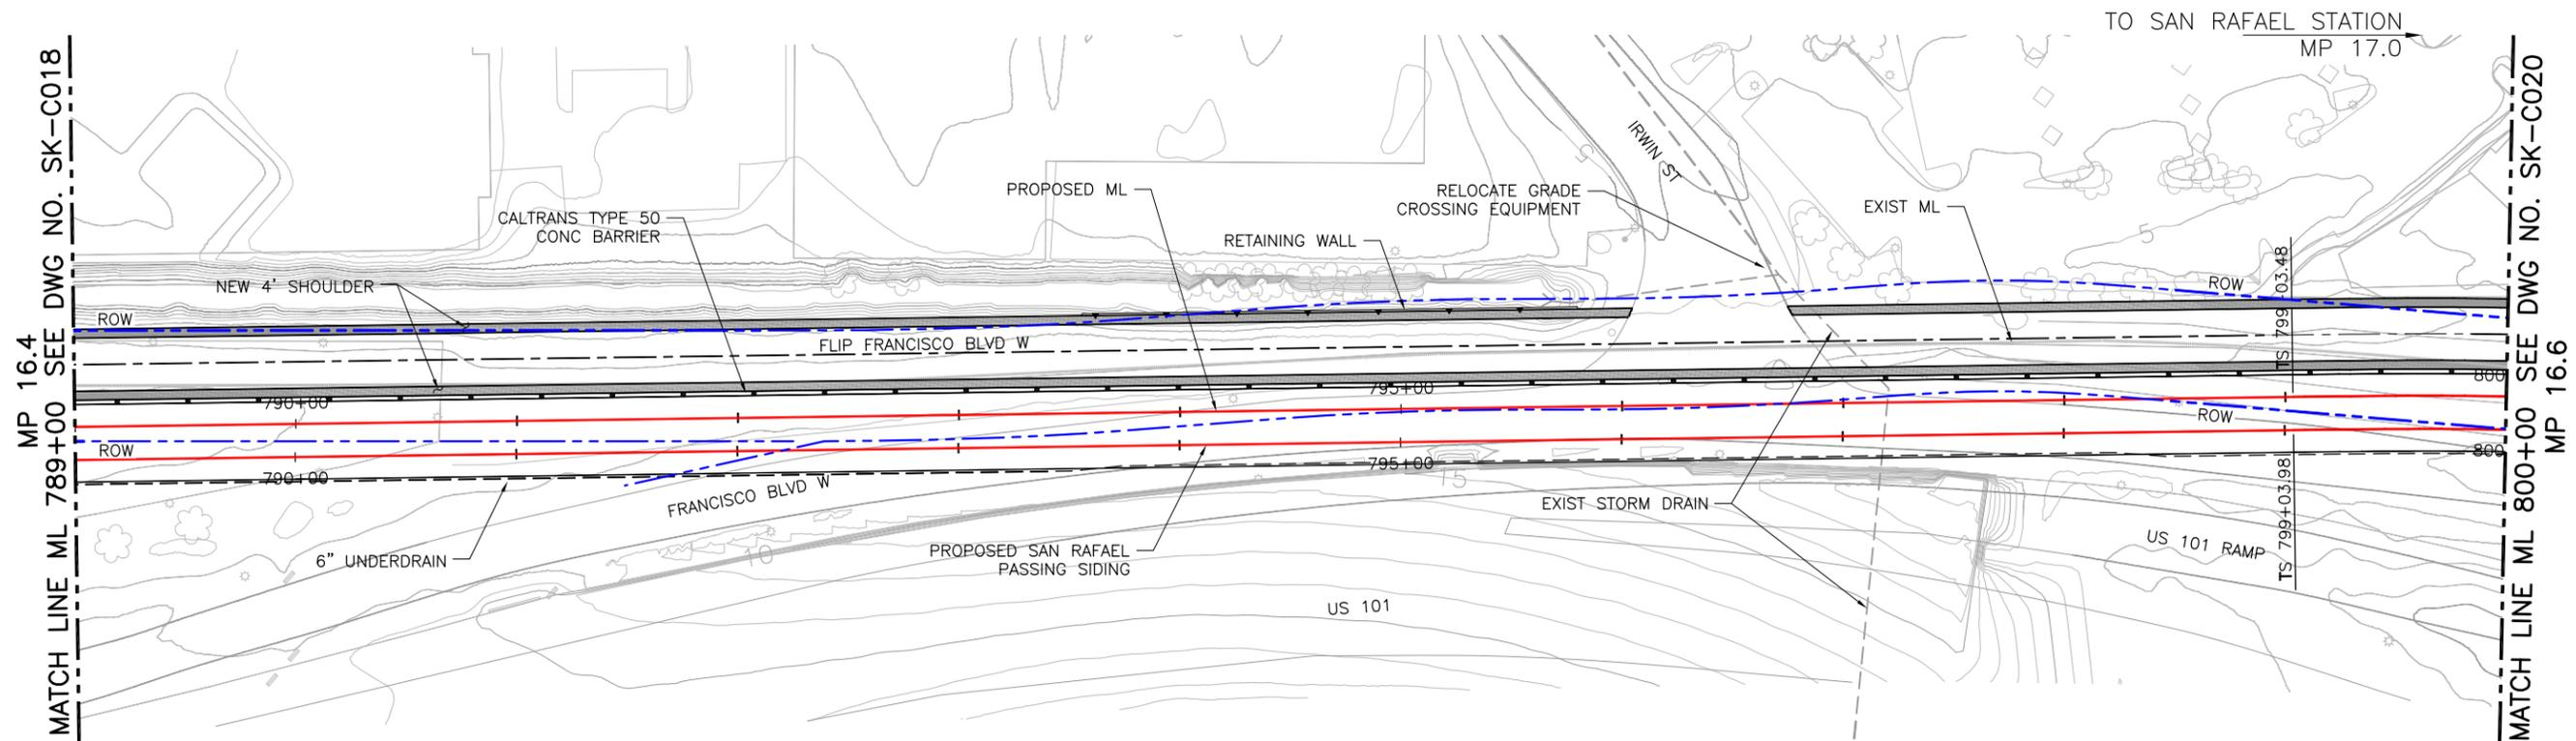 TO SAN RAFAEL STATION
MP 17.0
MP 16.4
MATCH LINE ML 789+00 SEE DWG NO. SK-C018
MATCH LINE ML 800+00 SEE DWG NO. SK-C020
MP 16.6
IRWIN ST
5
PROPOSED ML
RELOCATE GRADE
CROSSING EQUIPMENT
EXIST ML
CALTRANS TYPE 50
CONC BARRIER
RETAINING WALL
5
NEW 4' SHOULDER
ROW
ROW
TS 799+03.48
FLIP FRANCISCO BLVD W
790+00
795+00
800
ROW
ROW
790+00
795+00
800
FRANCISCO BLVD W
15
EXIST STORM DRAIN
TS 799+03.98
6" UNDERDRAIN
10
PROPOSED SAN RAFAEL
PASSING SIDING
US 101 RAMP
US 101